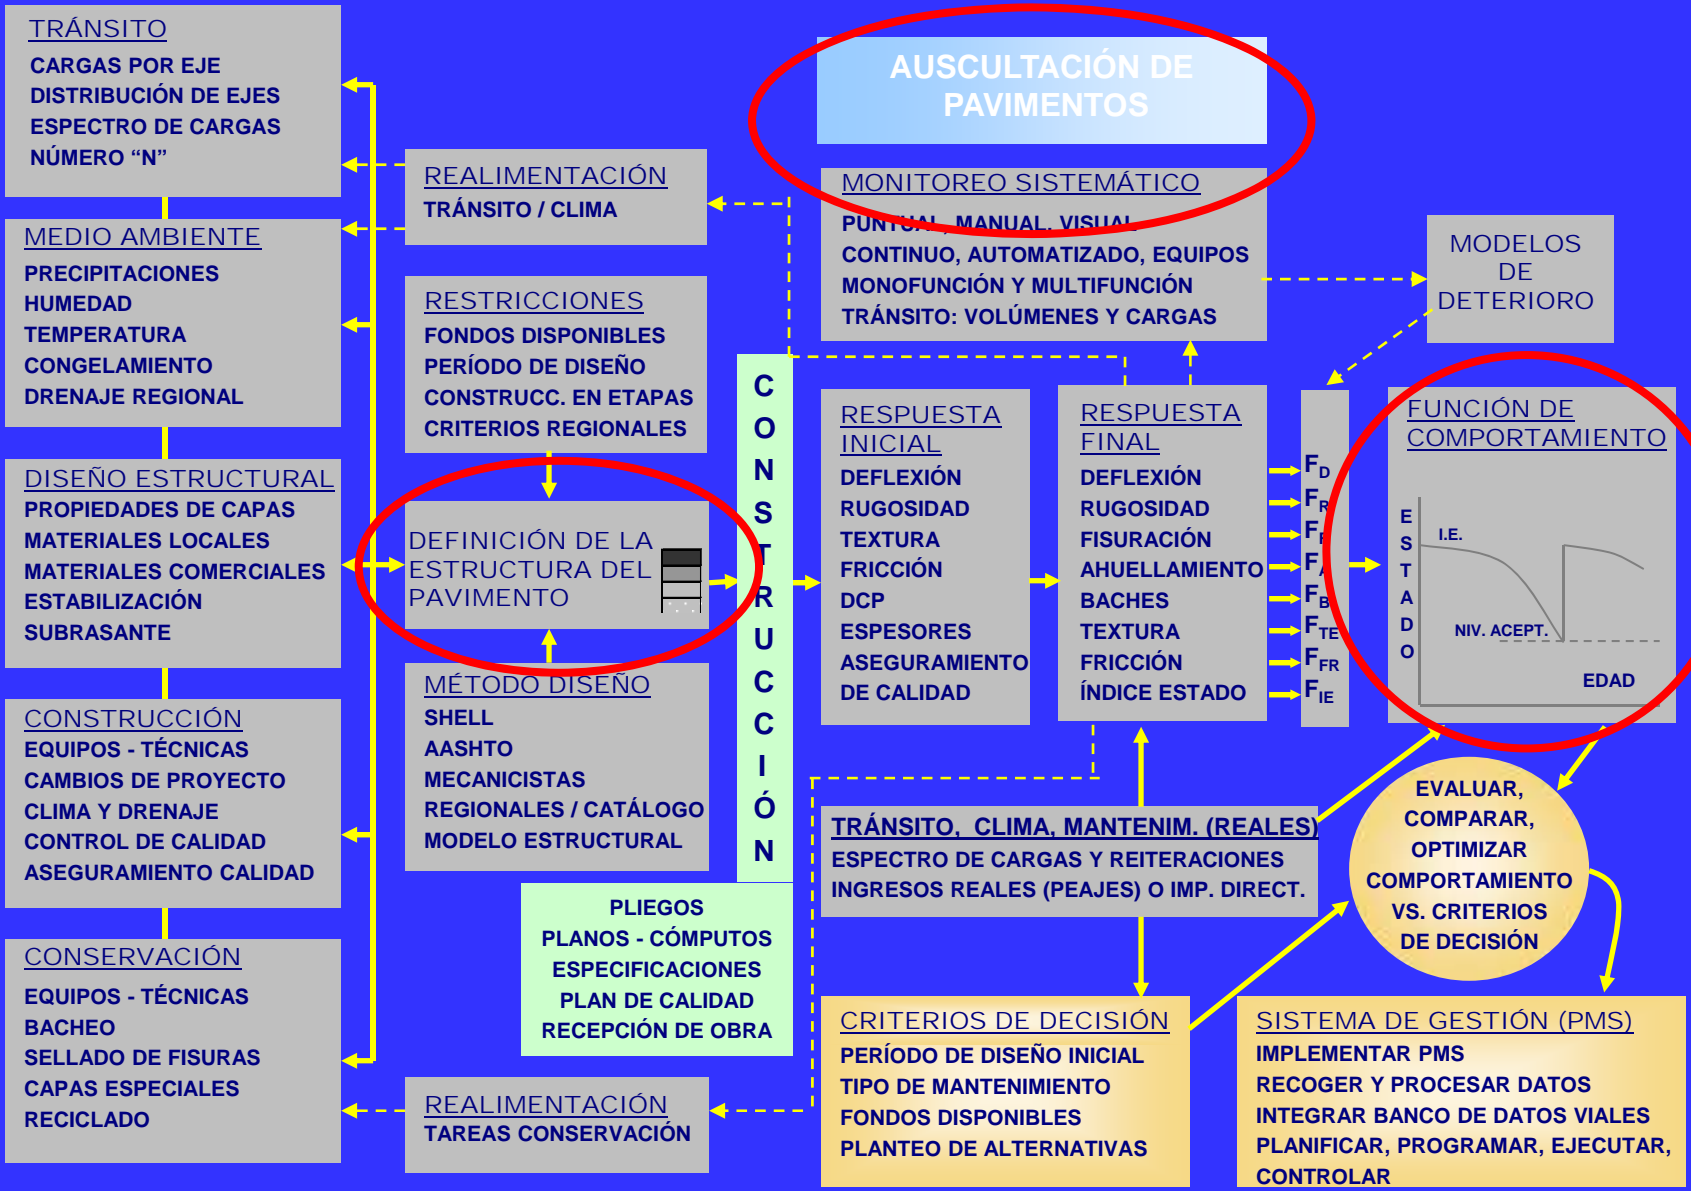 TRÁNSITO
CARGAS POR EJE
DISTRIBUCIÓN DE EJES
ESPECTRO DE CARGAS
NÚMERO “N”
MEDIO AMBIENTE
PRECIPITACIONES
HUMEDAD
TEMPERATURA
CONGELAMIENTO
DRENAJE REGIONAL
DISEÑO ESTRUCTURAL
PROPIEDADES DE CAPAS
MATERIALES LOCALES
MATERIALES COMERCIALES
ESTABILIZACIÓN
SUBRASANTE
CONSTRUCCIÓN
EQUIPOS - TÉCNICAS
CAMBIOS DE PROYECTO
CLIMA Y DRENAJE
CONTROL DE CALIDAD
ASEGURAMIENTO CALIDAD
CONSERVACIÓN
EQUIPOS - TÉCNICAS
BACHEO
SELLADO DE FISURAS
CAPAS ESPECIALES
RECICLADO
REALIMENTACIÓN
TRÁNSITO / CLIMA
RESTRICCIONES
FONDOS DISPONIBLES
PERÍODO DE DISEÑO
CONSTRUCC. EN ETAPAS
CRITERIOS REGIONALES
DEFINICIÓN DE LA
ESTRUCTURA DEL
PAVIMENTO
MÉTODO DISEÑO
SHELL
AASHTO
MECANICISTAS
REGIONALES / CATÁLOGO
MODELO ESTRUCTURAL
CONSTRUCCIÓN
PLIEGOS
PLANOS - CÓMPUTOS
ESPECIFICACIONES
PLAN DE CALIDAD
RECEPCIÓN DE OBRA
REALIMENTACIÓN
TAREAS CONSERVACIÓN
AUSCULTACIÓN DE
PAVIMENTOS
MONITOREO SISTEMÁTICO
PUNTUAL, MANUAL, VISUAL
CONTINUO, AUTOMATIZADO, EQUIPOS
MONOFUNCIÓN Y MULTIFUNCIÓN
TRÁNSITO: VOLÚMENES Y CARGAS
MODELOS
DE
DETERIORO
RESPUESTA
INICIAL
DEFLEXIÓN
RUGOSIDAD
TEXTURA
FRICCIÓN
DCP
ESPESORES
ASEGURAMIENTO
DE CALIDAD
RESPUESTA
FINAL
DEFLEXIÓN
RUGOSIDAD
FISURACIÓN
AHUELLAMIENTO
BACHES
TEXTURA
FRICCIÓN
ÍNDICE ESTADO
FD
FR
FF
FA
FB
FTE
FFR
FIE
FUNCIÓN DE
COMPORTAMIENTO
ESTADO
I.E.
NIV. ACEPT.
EDAD
TRÁNSITO, CLIMA, MANTENIM. (REALES)
ESPECTRO DE CARGAS Y REITERACIONES
INGRESOS REALES (PEAJES) O IMP. DIRECT.
EVALUAR,
COMPARAR,
OPTIMIZAR
COMPORTAMIENTO
VS. CRITERIOS
DE DECISIÓN
CRITERIOS DE DECISIÓN
PERÍODO DE DISEÑO INICIAL
TIPO DE MANTENIMIENTO
FONDOS DISPONIBLES
PLANTEO DE ALTERNATIVAS
SISTEMA DE GESTIÓN (PMS)
IMPLEMENTAR PMS
RECOGER Y PROCESAR DATOS
INTEGRAR BANCO DE DATOS VIALES
PLANIFICAR, PROGRAMAR, EJECUTAR,
CONTROLAR